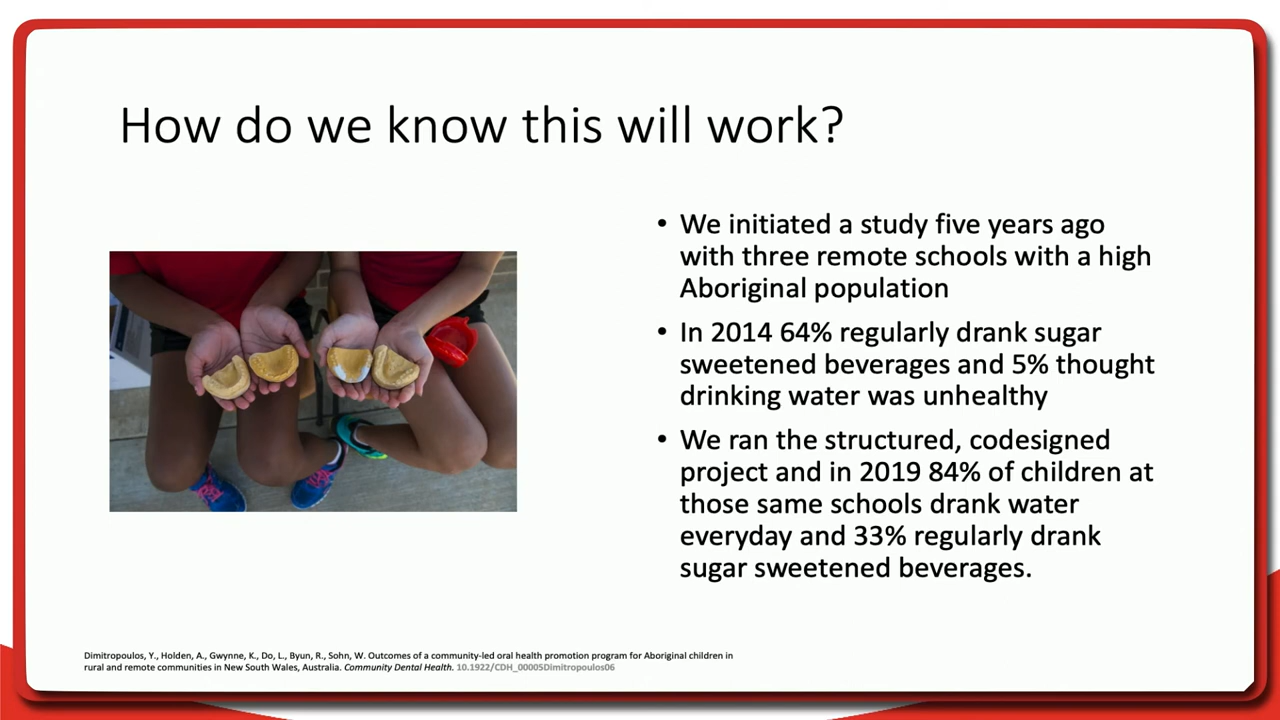 How do we know this will work?
• We initiated a study five years ago
with three remote schools with a high
Aboriginal population
• In 2014 64% regularly drank sugar
sweetened beverages and 5% thought
drinking water was unhealthy
• We ran the structured, codesigned
project and in 2019 84% of children at
those same schools drank water
everyday and 33% regularly drank
sugar sweetened beverages.
Dimitropoulos, Y., Holden, A., Gwynne, K., Do, L., Byun, R., Sohn, W. Outcomes of a community-led oral health promotion program for Aboriginal children in
rural and remote communities in New South Wales, Australia. Community Dental Health. 10.1922/CDH_00005Dimitropoulos06